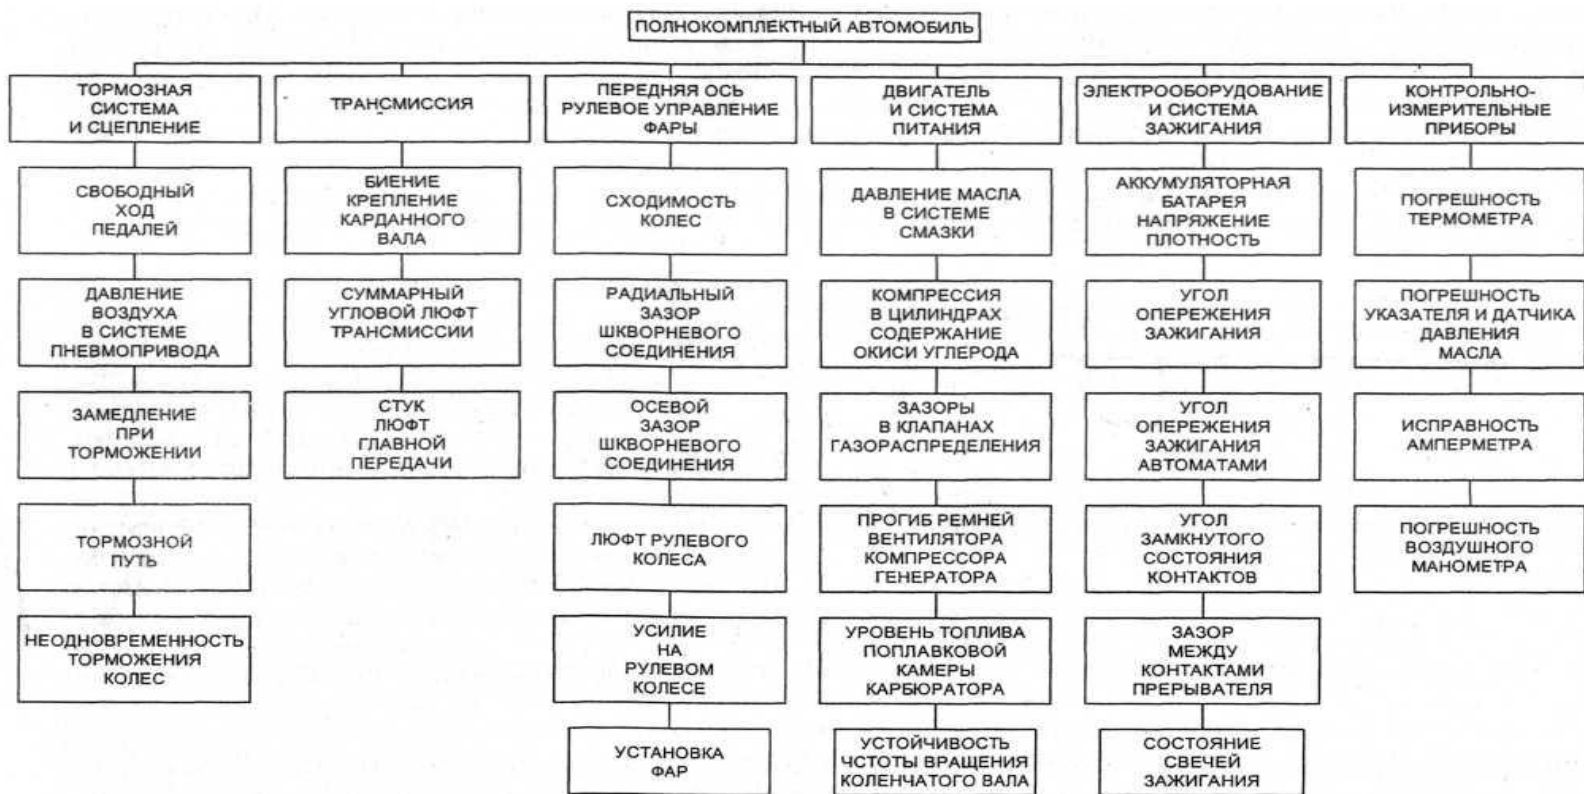 ПОЛНОКОМПЛЕКТНЫЙ АВТОМОБИЛЬ
ТОРМОЗНАЯ
СИСТЕМА
И СЦЕПЛЕНИЕ
СВОБОДНЫЙ
ХОД
ПЕДАЛЕЙ
ДАВЛЕНИЕ
ВОЗДУХА
В СИСТЕМЕ
ПНЕВМОПРИВОДА
ЗАМЕДЛЕНИЕ
ПРИ
ТОРМОЖЕНИИ
ТОРМОЗНОЙ
ПУТЬ
НЕОДНОВРЕМЕННОСТЬ
ТОРМОЖЕНИЯ
КОЛЕС
ТРАНСМИССИЯ
БИЕНИЕ
КРЕПЛЕНИЕ
КАРДАННОГО
ВАЛА
СУММАРНЫЙ
УГЛОВОЙ ЛЮФТ
ТРАНСМИССИИ
СТУК
ЛЮФТ
ГЛАВНОЙ
ПЕРЕДАЧИ
ПЕРЕДНЯЯ ОСЬ
РУЛЕВОЕ УПРАВЛЕНИЕ
ФАРЫ
СХОДИМОСТЬ
КОЛЕС
РАДИАЛЬНЫЙ
ЗАЗОР
ШКВОРНЕВОГО
СОЕДИНЕНИЯ
ОСЕВОЙ
ЗАЗОР
ШКВОРНЕВОГО
СОЕДИНЕНИЯ
ЛЮФТ РУЛЕВОГО
КОЛЕСА
УСИЛИЕ
НА
РУЛЕВОМ
КОЛЕСЕ
УСТАНОВКА
ФАР
ДВИГАТЕЛЬ
И СИСТЕМА
ПИТАНИЯ
ДАВЛЕНИЕ МАСЛА
В СИСТЕМЕ
СМАЗКИ
КОМПРЕССИЯ
В ЦИЛИНДРАХ
СОДЕРЖАНИЕ
ОКИСИ УГЛЕРОДА
ЗАЗОРЫ
В КЛАПАНАХ
ГАЗОРАСПРЕДЕЛЕНИЯ
ПРОГИБ РЕМНЕЙ
ВЕНТИЛЯТОРА
КОМПРЕССОРА
ГЕНЕРАТОРА
УРОВЕНЬ ТОПЛИВА
ПОПЛАВКОВОЙ
КАМЕРЫ
КАРБЮРАТОРА
УСТОЙЧИВОСТЬ
ЧСТОТЫ ВРАЩЕНИЯ
КОЛЕНЧАТОГО ВАЛА
ЭЛЕКТРООБОРУДОВАНИЕ
И СИСТЕМА
ЗАЖИГАНИЯ
АККУМУЛЯТОРНАЯ
БАТАРЕЯ
НАПРЯЖЕНИЕ
ПЛОТНОСТЬ
УГОЛ
ОПЕРЕЖЕНИЯ
ЗАЖИГАНИЯ
УГОЛ
ОПЕРЕЖЕНИЯ
ЗАЖИГАНИЯ
АВТОМАТАМИ
УГОЛ
ЗАМКНУТОГО
СОСТОЯНИЯ
КОНТАКТОВ
ЗАЗОР
МЕЖДУ
КОНТАКТАМИ
ПРЕРЫВАТЕЛЯ
СОСТОЯНИЕ
СВЕЧЕЙ
ЗАЖИГАНИЯ
КОНТРОЛЬНО-
ИЗМЕРИТЕЛЬНЫЕ
ПРИБОРЫ
ПОГРЕШНОСТЬ
ТЕРМОМЕТРА
ПОГРЕШНОСТЬ
УКАЗАТЕЛЯ И ДАТЧИКА
ДАВЛЕНИЯ
МАСЛА
ИСПРАВНОСТЬ
АМПЕРМЕТРА
ПОГРЕШНОСТЬ
ВОЗДУШНОГО
МАНОМЕТРА